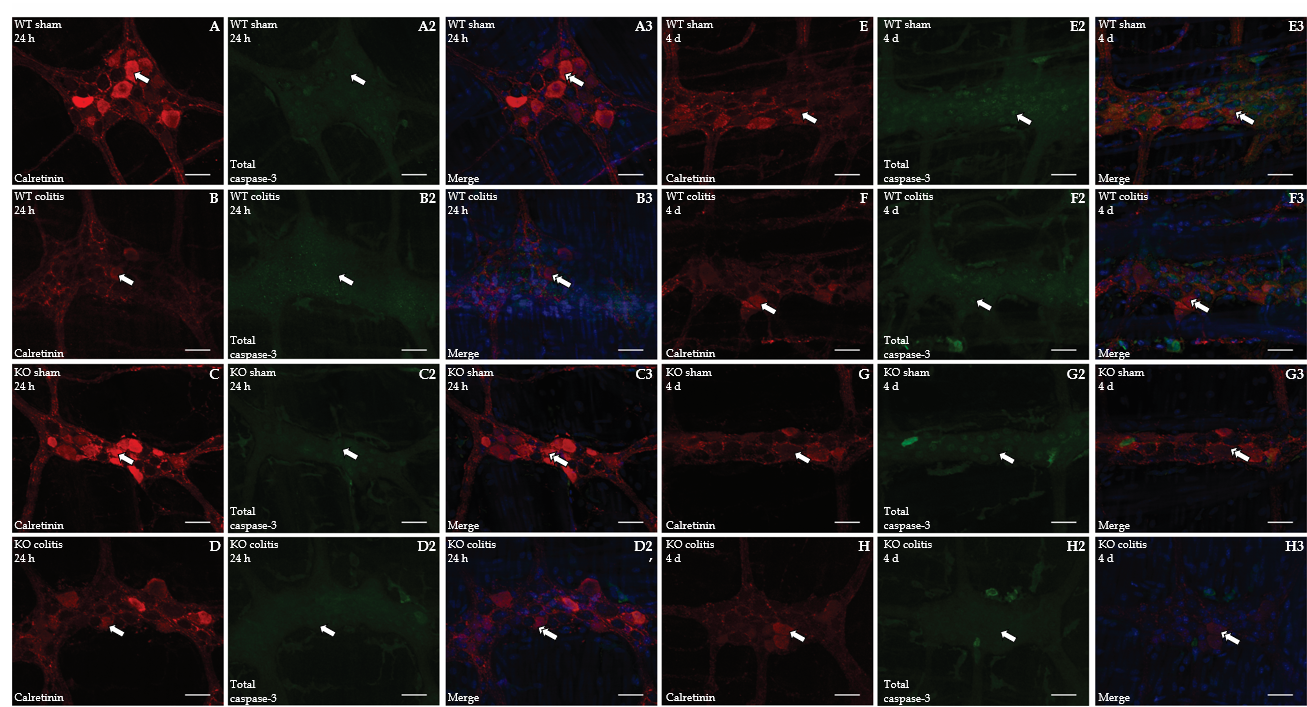 WT sham
24 h
A
Calretinin
WT sham
24 h
A2
Total
caspase-3
WT sham
24 h
A3
Merge
WT sham
4 d
E
Calretinin
WT sham
4 d
E2
Total
caspase-3
WT sham
4 d
E3
Merge
WT colitis
24 h
B
Calretinin
WT colitis
24 h
B2
Total
caspase-3
WT colitis
24 h
B3
Merge
WT colitis
4 d
F
Calretinin
WT colitis
4 d
F2
Total
caspase-3
WT colitis
4 d
F3
Merge
KO sham
24 h
C
Calretinin
KO sham
24 h
C2
Total
caspase-3
KO sham
24 h
C3
Merge
KO sham
4 d
G
Calretinin
KO sham
4 d
G2
Total
caspase-3
KO sham
4 d
G3
Merge
KO colitis
24 h
D
Calretinin
KO colitis
24 h
D2
Total
caspase-3
KO colitis
24 h
D2
,
Merge
KO colitis
4 d
H
Calretinin
KO colitis
4 d
H2
Total
caspase-3
KO colitis
4 d
H3
Merge